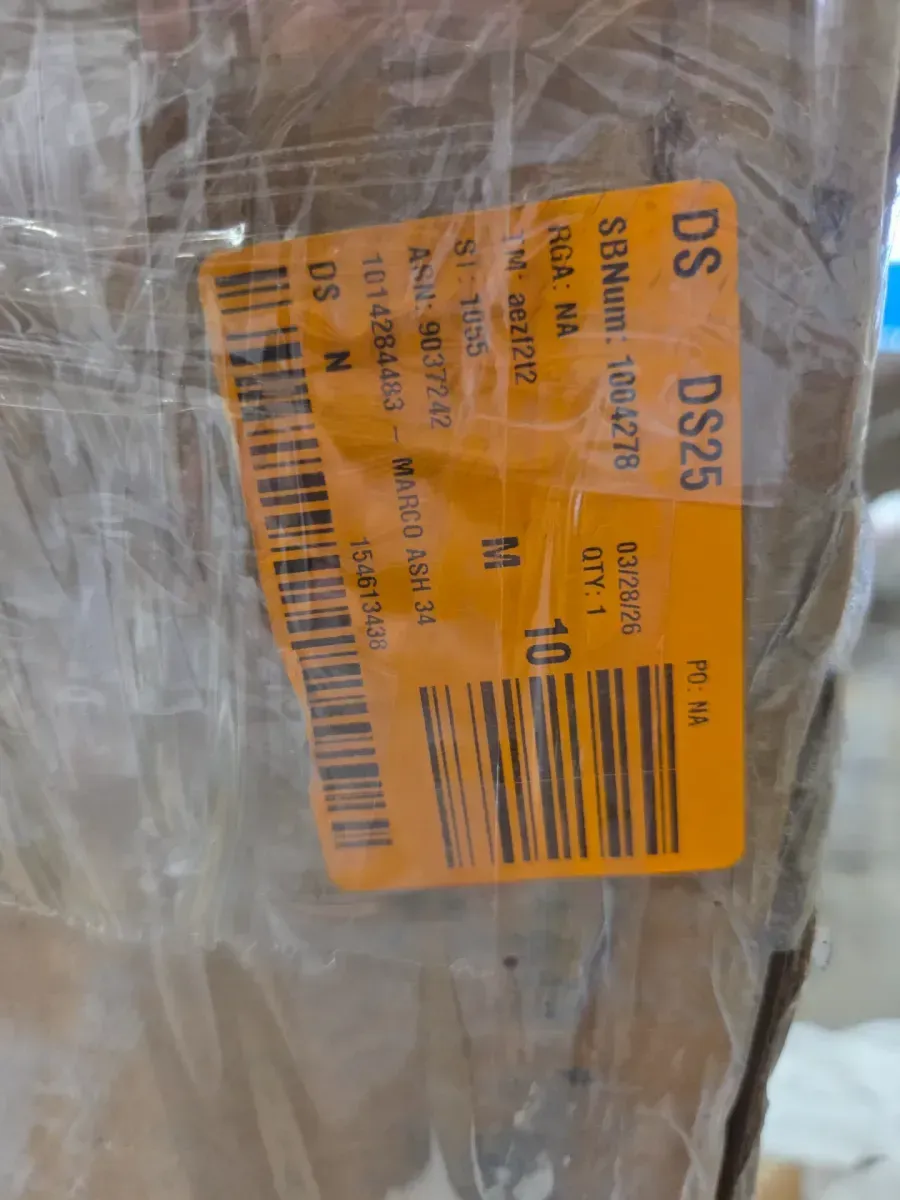 DS DS25 PO: NA
SBNum: 1004278 03/28/26
RGA: NA QTY: 1
TM: aezf2t2 10
ST: 1055 M
ASN: 9037242
1014284483 - MARCO ASH 34
DS N 154613438